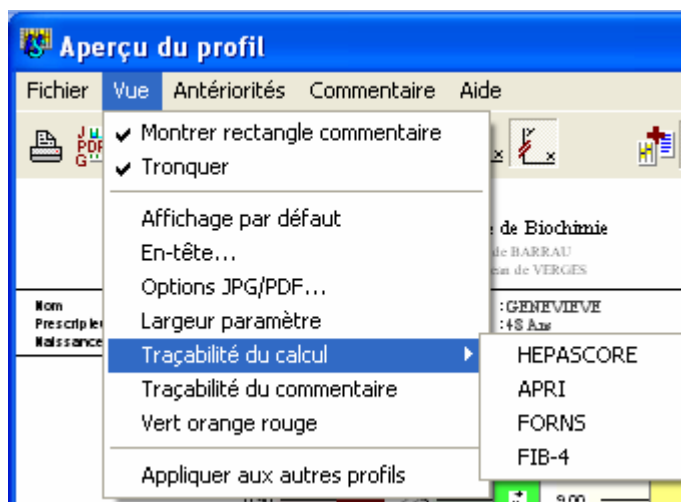 Aperçu du profil
Fichier Vue Antériorités Commentaire Aide
JPG PDF
Montrer rectangle commentaire
Tronquer
Affichage par défaut
En-tête...
Options JPG/PDF...
Largeur paramètre
Traçabilité du calcul
Traçabilité du commentaire
Vert orange rouge
Appliquer aux autres profils
HEPASCORE
APRI
FORNS
FIB-4
de Biochimie
de BARRAU
de VERGES
Nom :GENEVIEVE
:48 Ans
Naissance
9.00